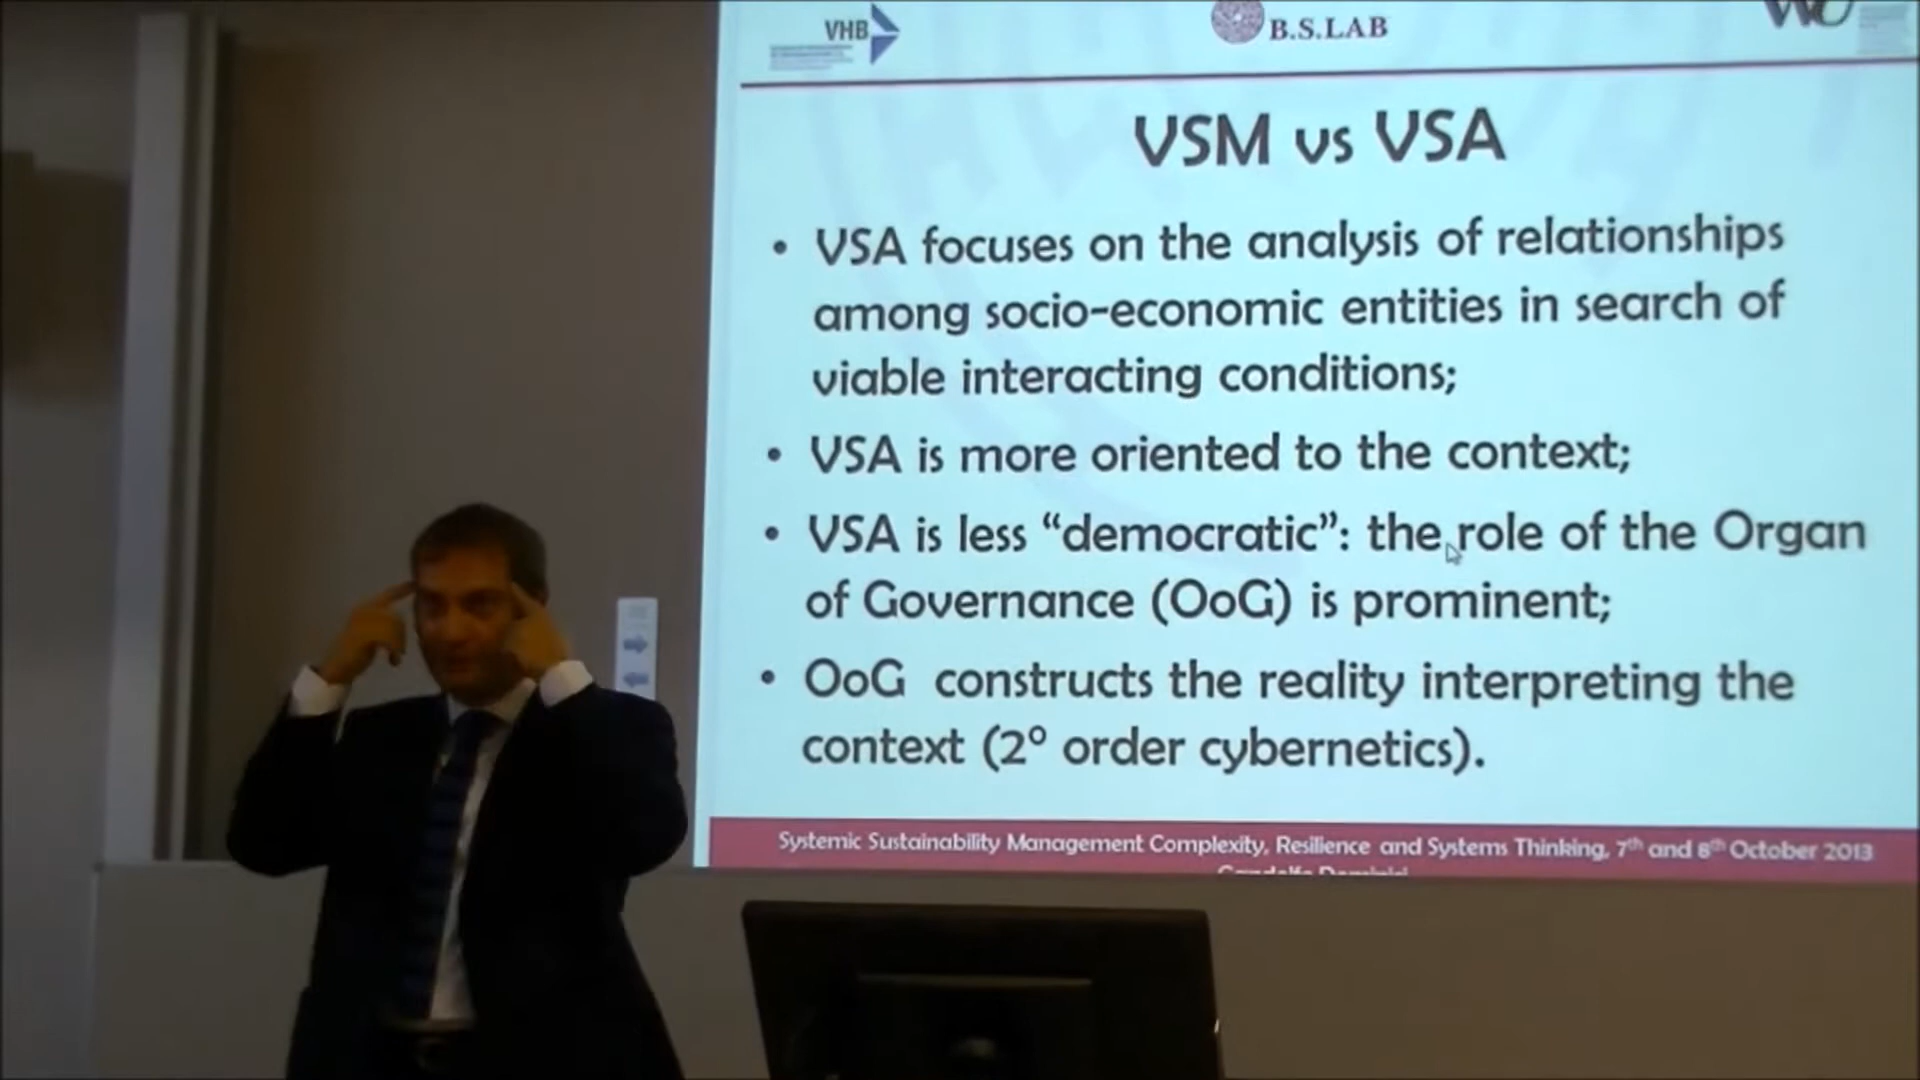 VHB
B.S.LAB
WU
VSM vs VSA
• VSA focuses on the analysis of relationships
among socio-economic entities in search of
viable interacting conditions;
• VSA is more oriented to the context;
• VSA is less “democratic”: the role of the Organ
of Governance (OoG) is prominent;
• OoG constructs the reality interpreting the
context (2° order cybernetics).
Systemic Sustainability Management Complexity, Resilience and Systems Thinking, 7th and 8th October 2013
Gandolfo Dominici